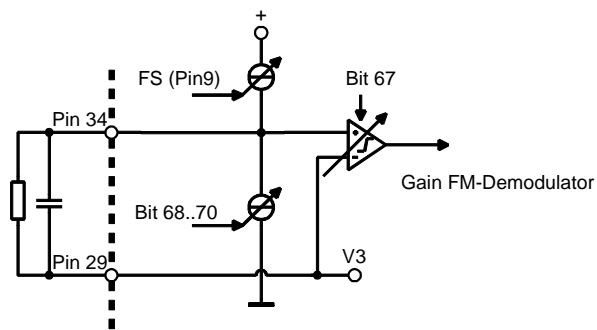 +
FS (Pin9)
Bit 67
Pin 34
+
-
Gain FM-Demodulator
Bit 68..70
Pin 29
V3